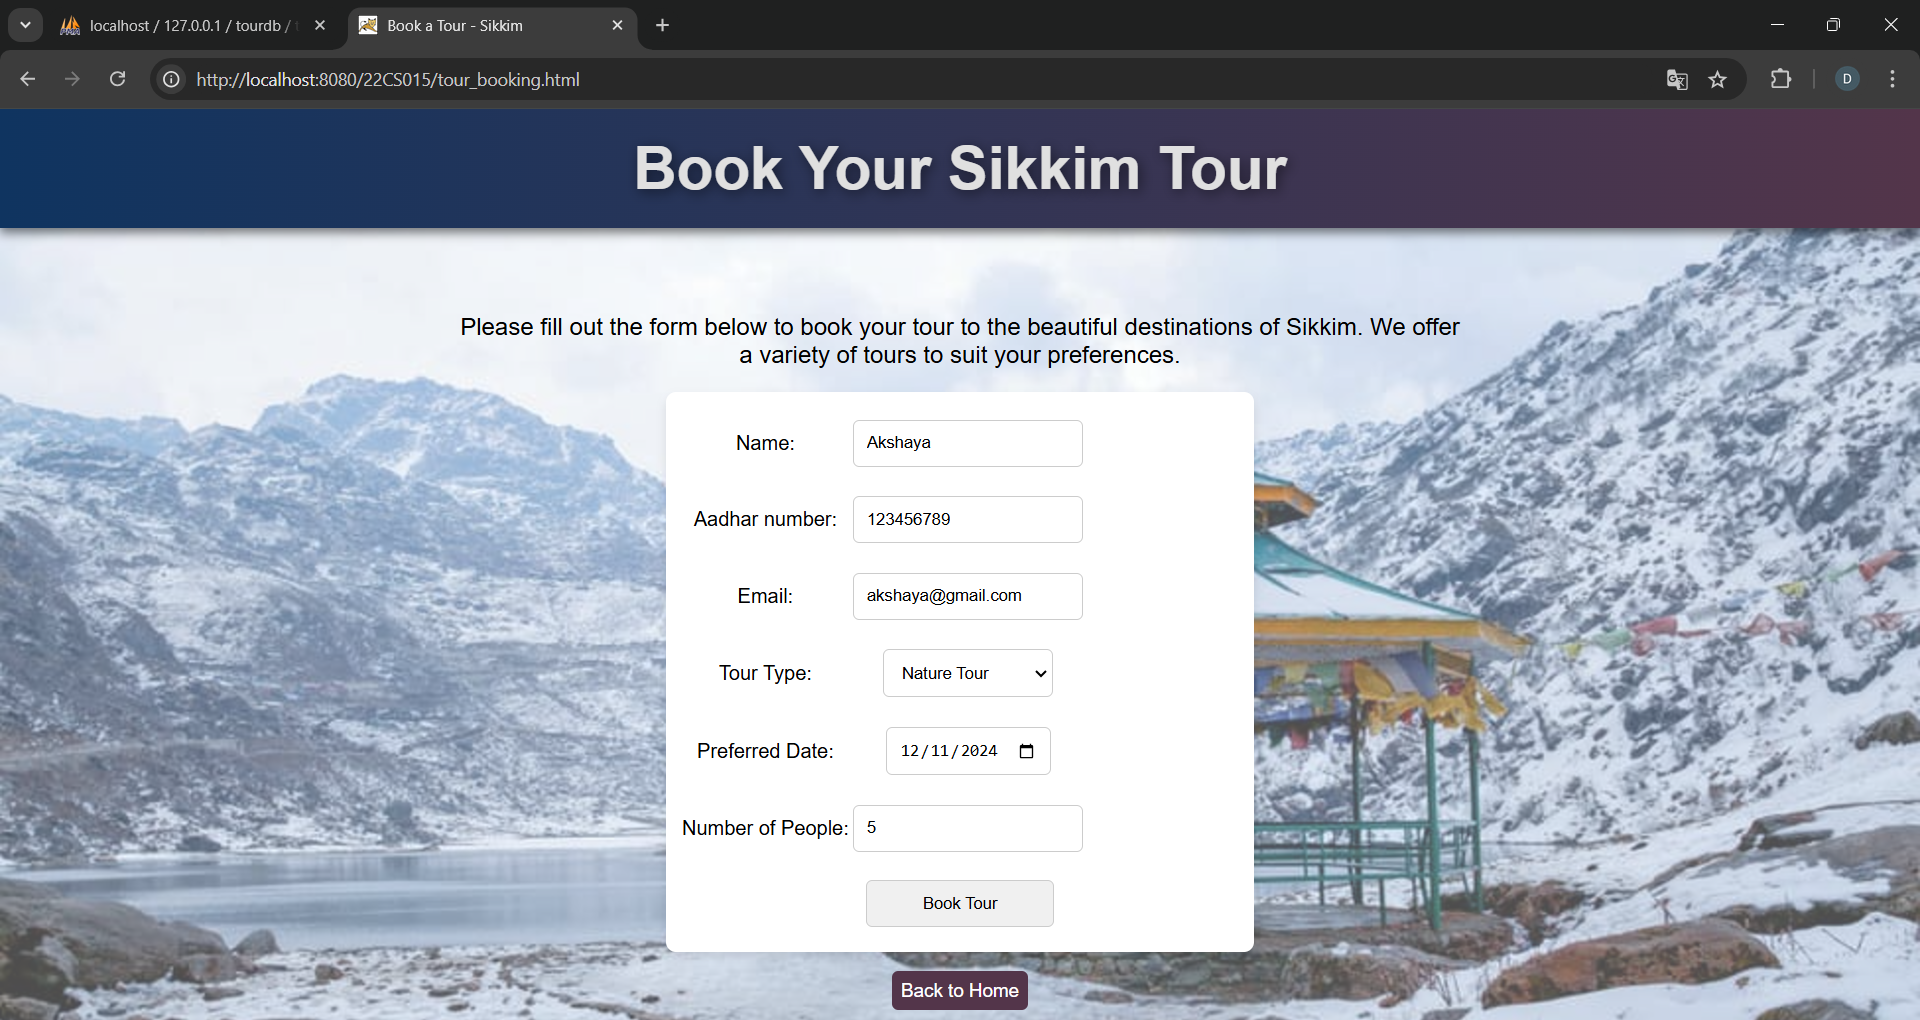 localhost / 127.0.0.1 / tourdb /
Book a Tour - Sikkim
http://localhost:8080/22CS015/tour_booking.html
D
Book Your Sikkim Tour
Please fill out the form below to book your tour to the beautiful destinations of Sikkim. We offer
a variety of tours to suit your preferences.
Name: Akshaya
Aadhar number: 123456789
Email: akshaya@gmail.com
Tour Type: Nature Tour
Preferred Date: 12/11/2024
Number of People: 5
Book Tour
Back to Home